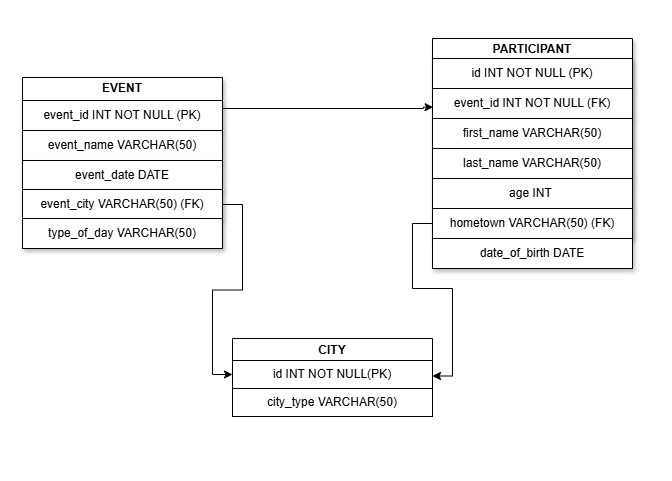 EVENT
event_id INT NOT NULL (PK)
event_name VARCHAR(50)
event_date DATE
event_city VARCHAR(50) (FK)
type_of_day VARCHAR(50)
PARTICIPANT
id INT NOT NULL (PK)
event_id INT NOT NULL (FK)
first_name VARCHAR(50)
last_name VARCHAR(50)
age INT
hometown VARCHAR(50) (FK)
date_of_birth DATE
CITY
id INT NOT NULL(PK)
city_type VARCHAR(50)